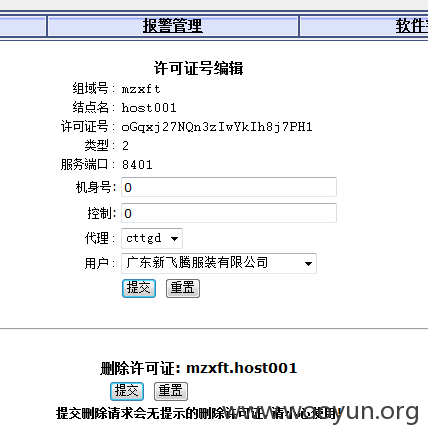 报警管理 软件
许可证号编辑
组域号: mzxft
结点名: host001
许可证号: oGqxj27NQn3zIwYkIh8j7PH1
类型: 2
服务端口: 8401
机身号: 0
控制: 0
代理: cttgd
用户: 广东新飞腾服装有限公司
提交 重置
删除许可证: mzxft.host001
提交 重置
提交删除请求会无提示的删除许可证 请小心使用!
www.wooyun.org